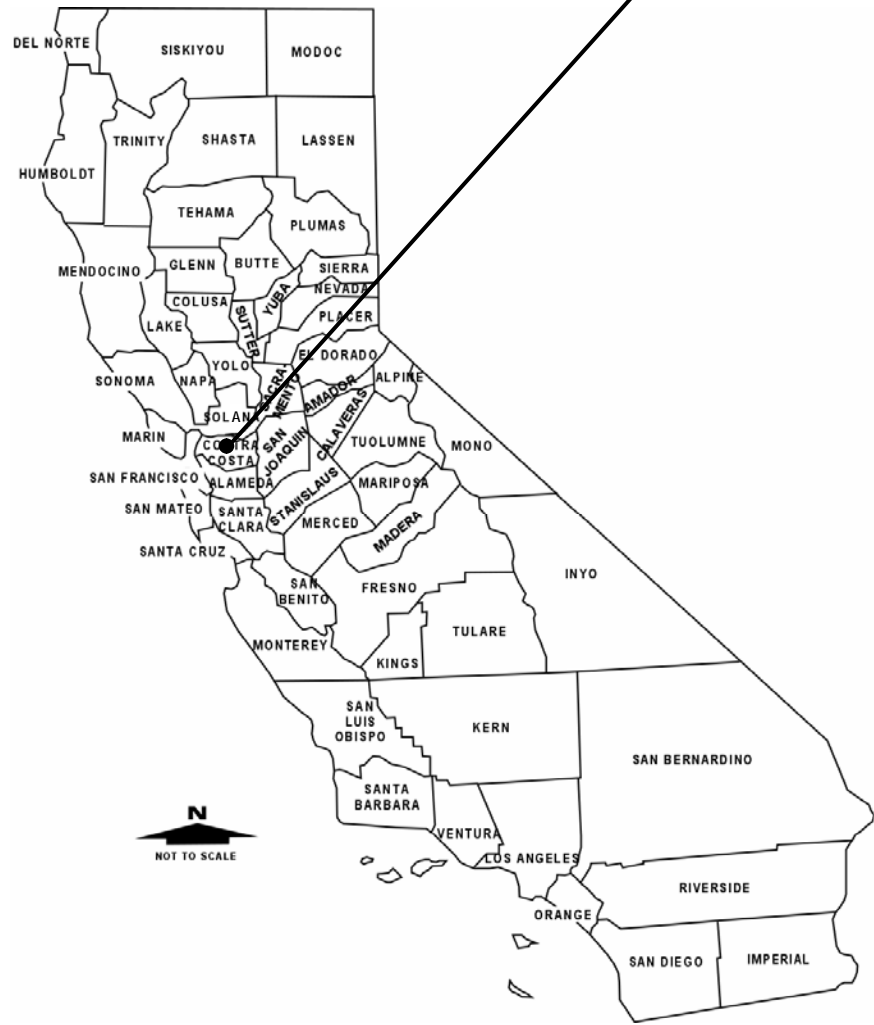 DEL NORTE
SISKIYOU
MODOC
TRINITY
SHASTA
LASSEN
HUMBOLDT
TEHAMA
PLUMAS
MENDOCINO
GLENN
BUTTE
SIERRA
NEVADA
YUBA
COLUSA
SUTTER
PLACER
LAKE
EL DORADO
YOLO
SONOMA
NAPA
SACRA-
MENTO
AMADOR
ALPINE
SOLANA
CALAVERAS
MARIN
CONTRA
COSTA
SAN
JOAQUIN
TUOLUMNE
MONO
SAN FRANCISCO
ALAMEDA
STANISLAUS
MARIPOSA
SAN MATEO
SANTA
CLARA
MERCED
MADERA
SANTA CRUZ
SAN
BENITO
FRESNO
INYO
MONTEREY
TULARE
KINGS
SAN
LUIS
OBISPO
KERN
SAN BERNARDINO
SANTA
BARBARA
N
NOT TO SCALE
VENTURA
LOS ANGELES
RIVERSIDE
ORANGE
SAN DIEGO
IMPERIAL